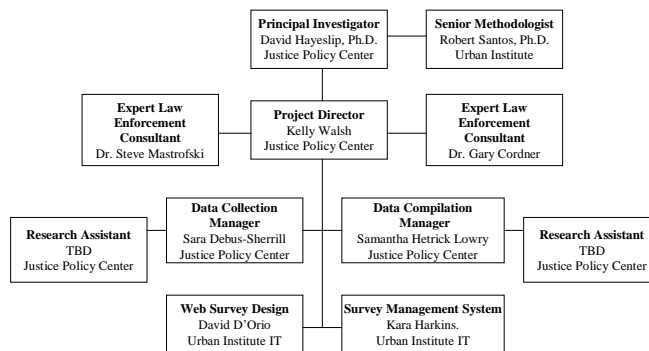 Principal Investigator
David Hayeslip, Ph.D.
Justice Policy Center
Senior Methodologist
Robert Santos, Ph.D.
Urban Institute
Expert Law
Enforcement
Consultant
Dr. Steve Mastrofski
Project Director
Kelly Walsh
Justice Policy Center
Expert Law
Enforcement
Consultant
Dr. Gary Cordner
Research Assistant
TBD
Justice Policy Center
Data Collection
Manager
Sara Debus-Sherrill
Justice Policy Center
Data Compilation
Manager
Samantha Hetrick Lowry
Justice Policy Center
Research Assistant
TBD
Justice Policy Center
Web Survey Design
David D’Orio
Urban Institute IT
Survey Management System
Kara Harkins.
Urban Institute IT